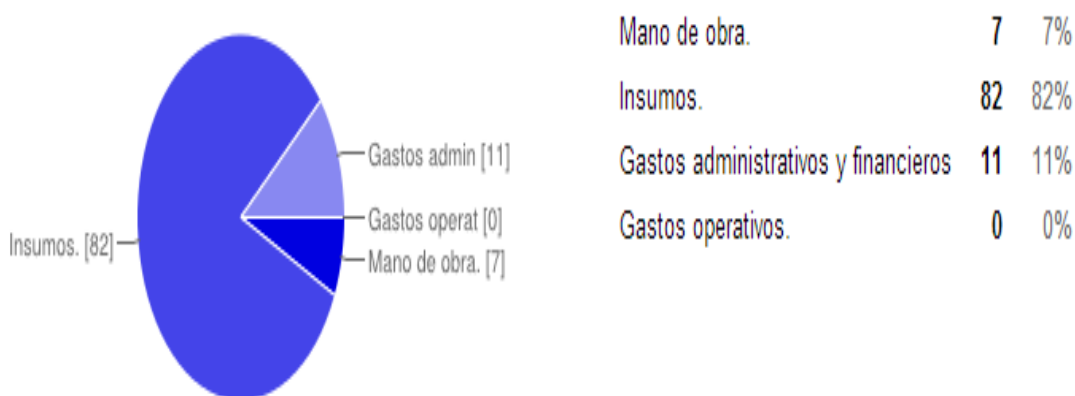 Gastos admin [11]
Gastos operat [0]
Insumos. [82]
Mano de obra. [7]
Mano de obra. 7 7%
Insumos. 82 82%
Gastos administrativos y financieros 11 11%
Gastos operativos. 0 0%